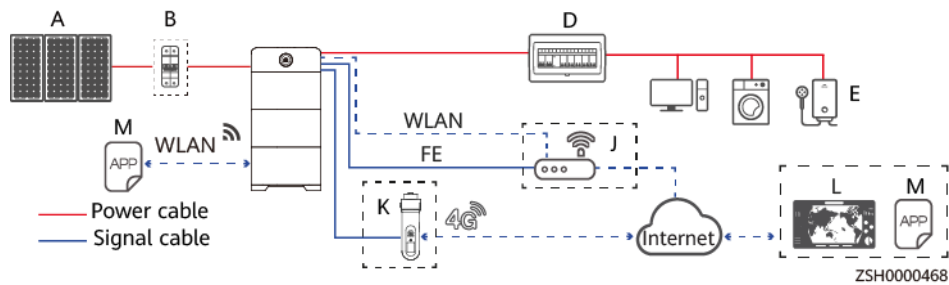 A
B
D
E
WLAN
J
M
WLAN
FE
APP
K
4G
L
M
Power cable
Signal cable
Internet
APP
ZSH0000468